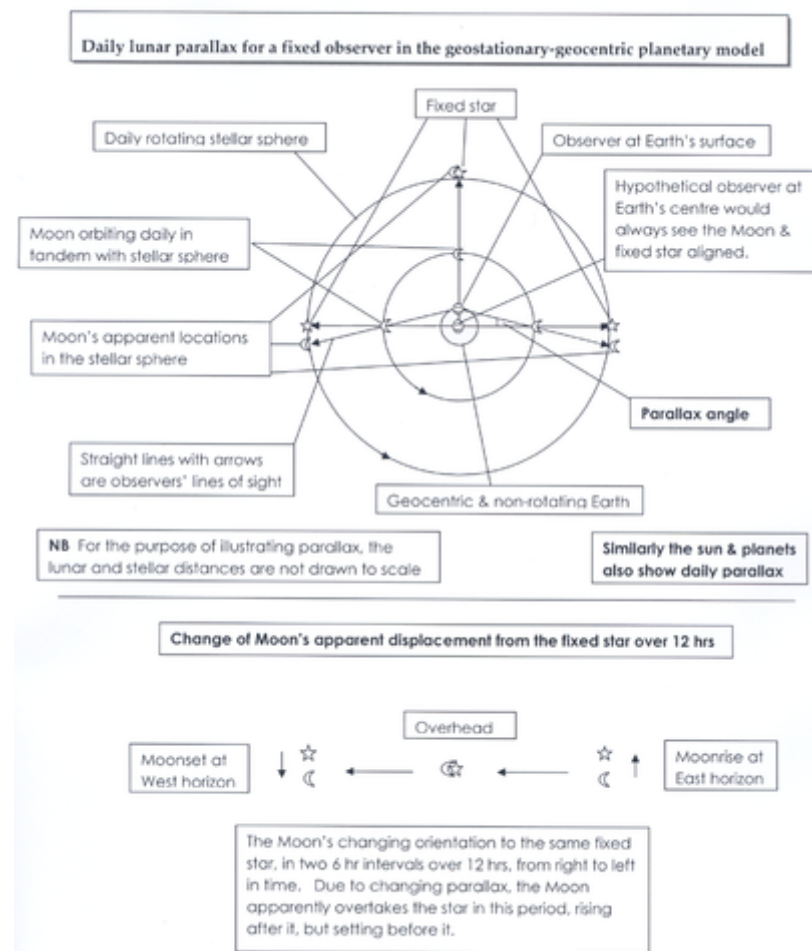 Daily lunar parallax for a fixed observer in the geostationary-geocentric planetary model
Fixed star
Daily rotating stellar sphere
Observer at Earth's surface
Hypothetical observer at
Earth's centre would
always see the Moon &
fixed star aligned.
Moon orbiting daily in
tandem with stellar sphere
Moon's apparent locations
in the stellar sphere
Parallax angle
Straight lines with arrows
are observers' lines of sight
Geocentric & non-rotating Earth
NB For the purpose of illustrating parallax, the
lunar and stellar distances are not drawn to scale
Similarly the sun & planets
also show daily parallax
Change of Moon's apparent displacement from the fixed star over 12 hrs
Overhead
Moonset at
West horizon
Moonrise at
East horizon
The Moon's changing orientation to the same fixed
star, in two 6 hr intervals over 12 hrs, from right to left
in time. Due to changing parallax, the Moon
apparently overtakes the star in this period, rising
after it, but setting before it.